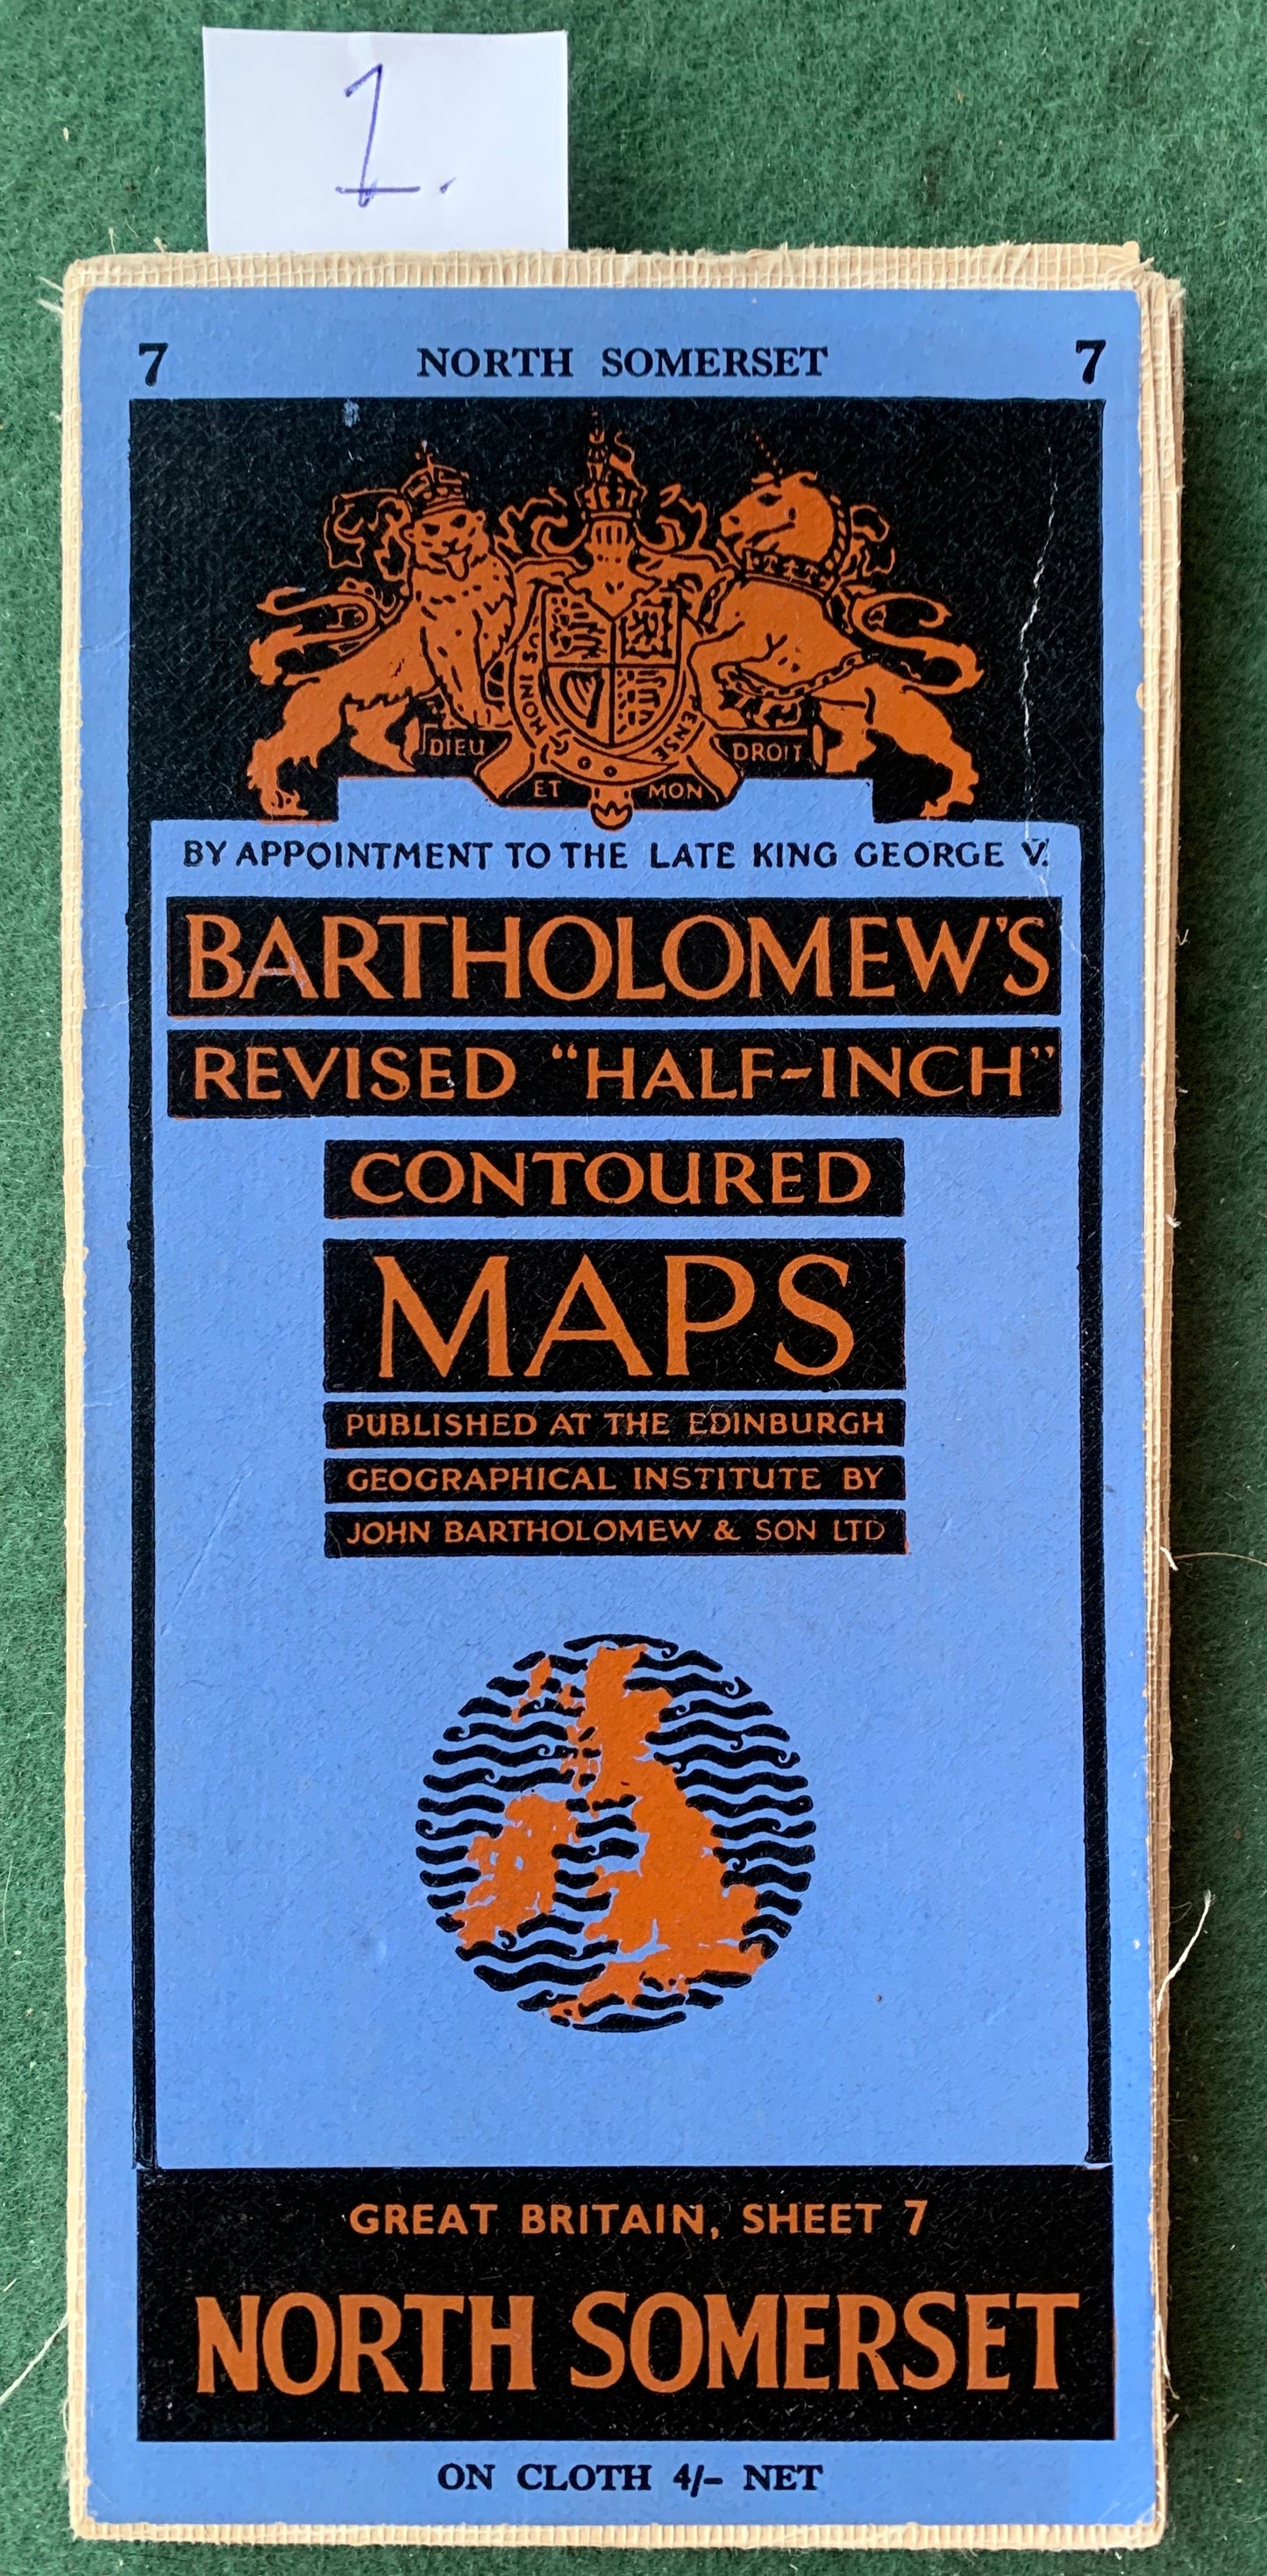 1.
7 NORTH SOMERSET 7
HONI S
ENSE
DIEU DROIT
ET MON
BY APPOINTMENT TO THE LATE KING GEORGE V.
BARTHOLOMEW'S
REVISED "HALF-INCH"
CONTOURED
MAPS
PUBLISHED AT THE EDINBURGH
GEOGRAPHICAL INSTITUTE BY
JOHN BARTHOLOMEW & SON LTD
GREAT BRITAIN, SHEET 7
NORTH SOMERSET
ON CLOTH 4/- NET